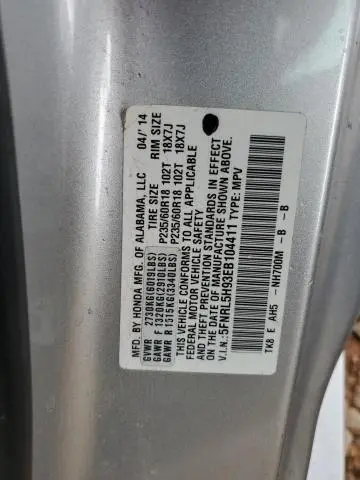 MFD. BY HONDA MFG. OF ALABAMA, LLC 04/'14
TIRE SIZE RIM SIZE
GVWR 2730KG(6019LBS)
GAWR F 1320KG(2910LBS) P235/60R18 102T 18X7J
GAWR R 1515KG(3340LBS) P235/60R18 102T 18X7J
THIS VEHICLE CONFORMS TO ALL APPLICABLE
FEDERAL MOTOR VEHICLE SAFETY
STANDARDS IN EFFECT
PREVENTION STANDARDS IN EFFECT
ON THE DATE OF MANUFACTURE SHOWN ABOVE.
V.I.N.:5FNRL5H93EB104411 TYPE: MPV
TK8 E AH5 -NH700M -B -B